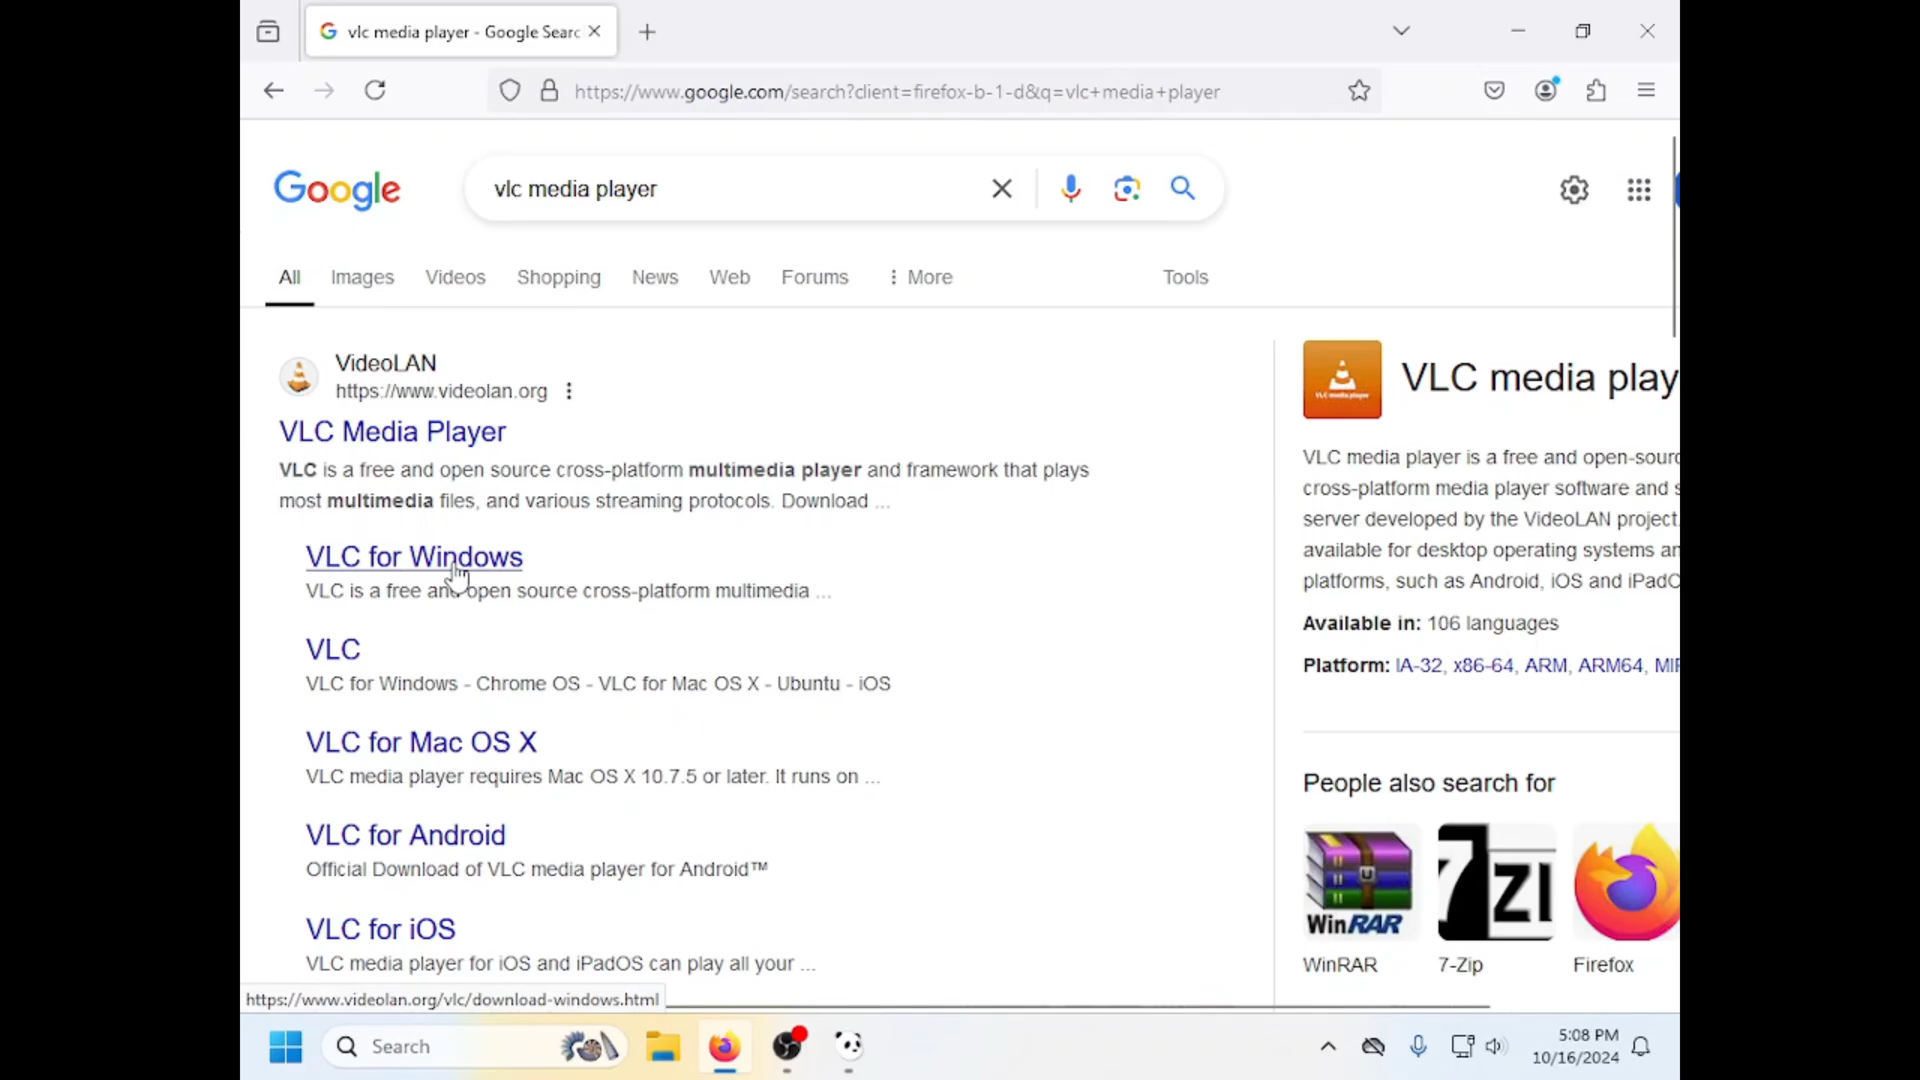 vlc media player - Google Searc
https://www.google.com/search?client=firefox-b-1-d&q=vlc+media+player
Google
vlc media player
All Images Videos Shopping News Web Forums More Tools
VideoLAN
https://www.videolan.org
VLC Media Player
VLC is a free and open source cross-platform multimedia player and framework that plays
most multimedia files, and various streaming protocols. Download ...
VLC for Windows
VLC is a free and open source cross-platform multimedia ...
VLC
VLC for Windows - Chrome OS - VLC for Mac OS X - Ubuntu - iOS
VLC for Mac OS X
VLC media player requires Mac OS X 10.7.5 or later. It runs on ...
VLC for Android
Official Download of VLC media player for Android™
VLC for iOS
VLC media player for iOS and iPadOS can play all your ...
https://www.videolan.org/vlc/download-windows.html
VLC media player
VLC media play
VLC media player is a free and open-sourc
cross-platform media player software and s
server developed by the VideoLAN project.
available for desktop operating systems an
platforms, such as Android, iOS and iPadO
Available in: 106 languages
Platform: IA-32, x86-64, ARM, ARM64, MI
People also search for
WinRAR
7 ZI
WinRAR
7-Zip
Firefox
Search
5:08 PM
10/16/2024